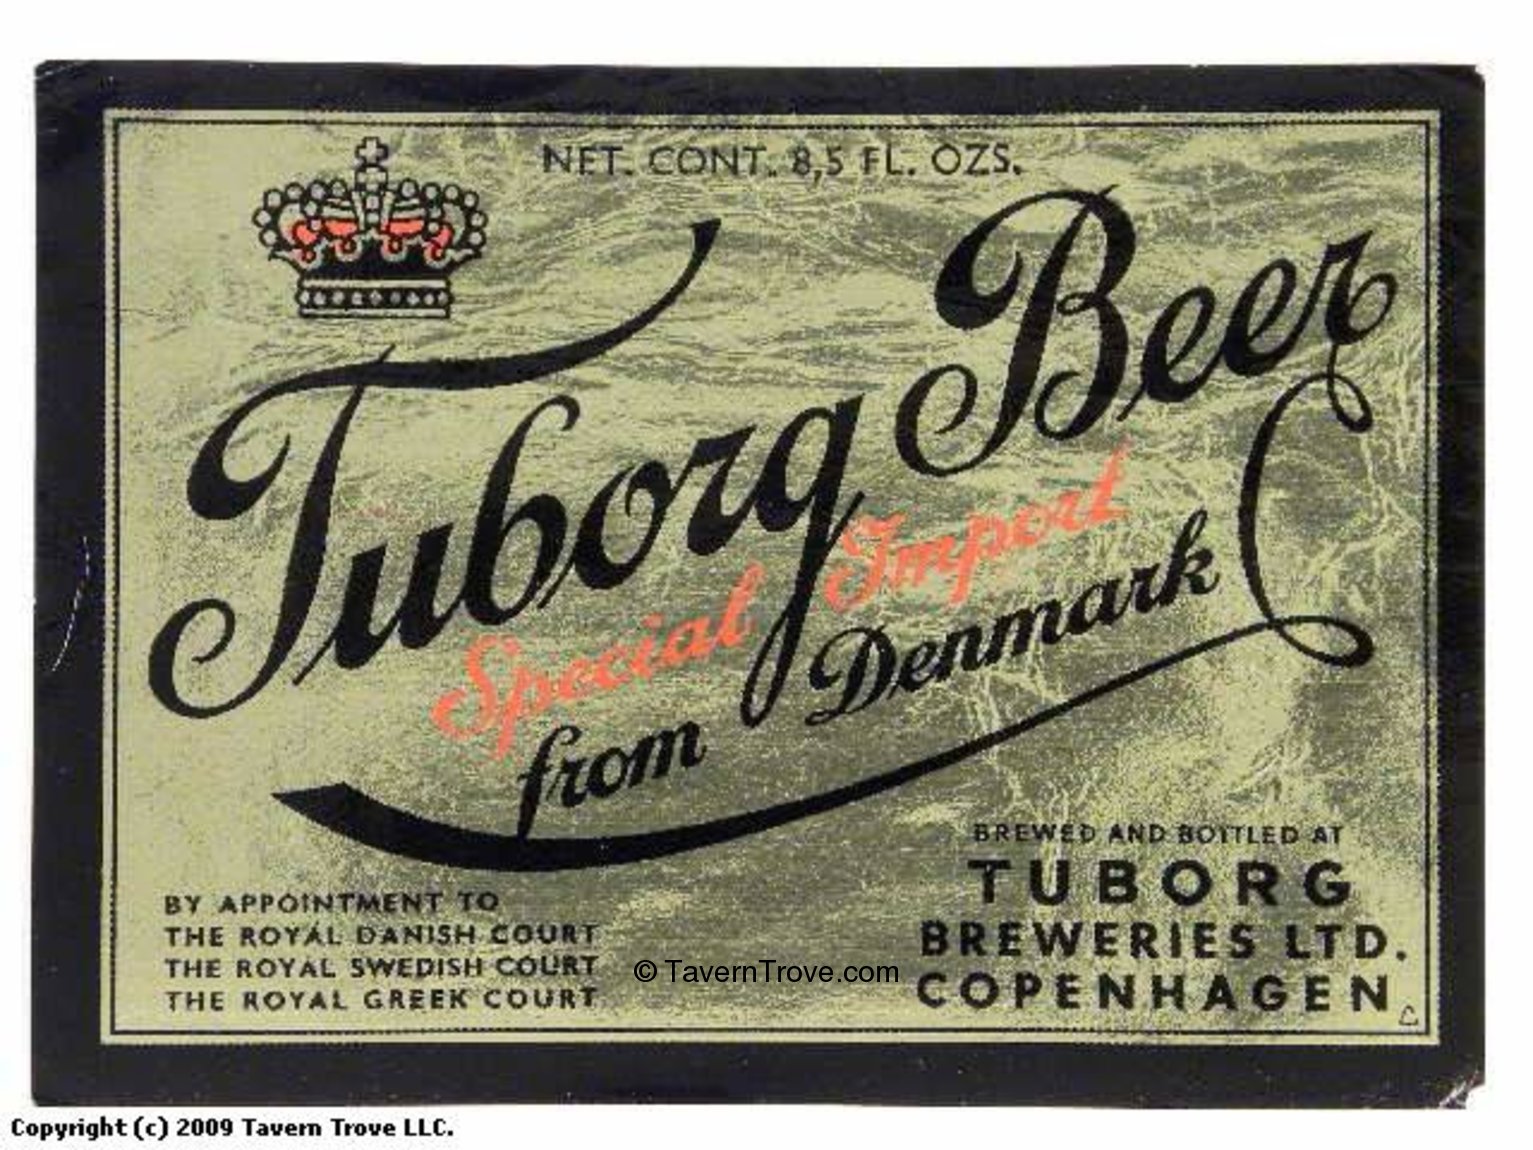 NET. CONT. 8,5 FL. OZS.
Tuborg Beer
Special Import
from Denmark
BY APPOINTMENT TO
THE ROYAL DANISH COURT
THE ROYAL SWEDISH COURT
THE ROYAL GREEK COURT
BREWED AND BOTTLED AT
TUBORG
BREWERIES LTD.
COPENHAGEN
© TavernTrove.com
Copyright (c) 2009 Tavern Trove LLC.